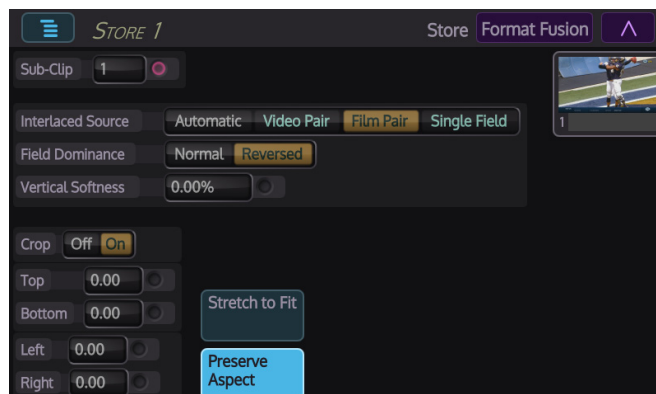 STORE 1 Store Format Fusion
Sub-Clip 1
Interlaced Source Automatic Video Pair Film Pair Single Field
1
Field Dominance Normal Reversed
Vertical Softness 0.00%
Crop Off On
Top 0.00
Bottom 0.00
Left 0.00
Right 0.00
Stretch to Fit
Preserve
Aspect